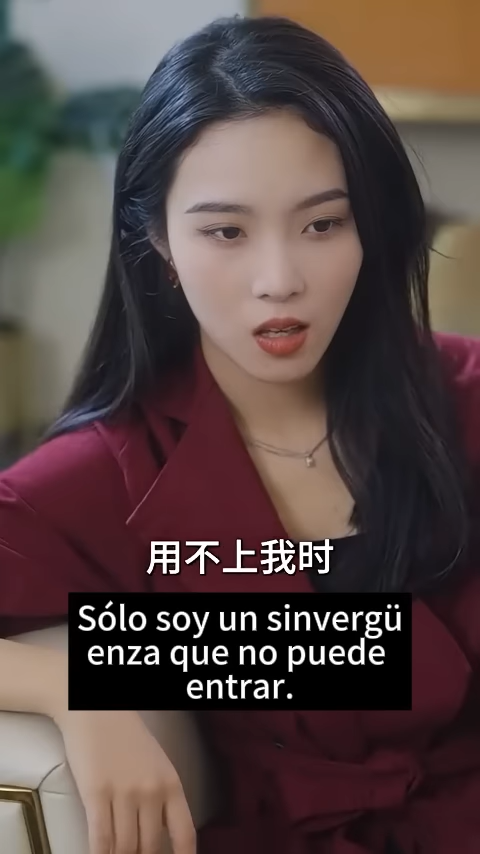 用不上我时
Sólo soy un sinvergü
enza que no puede
entrar.